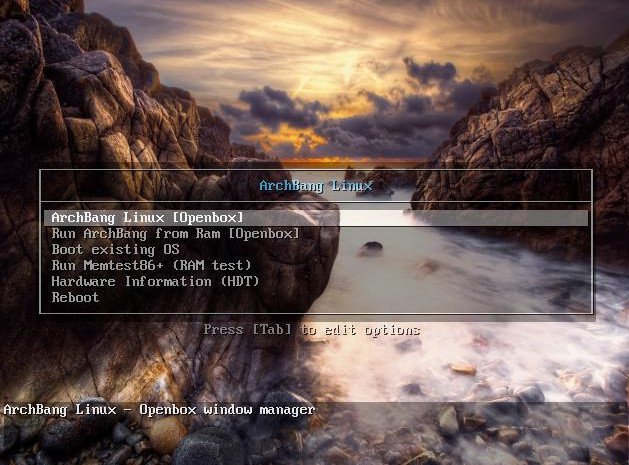 ArchBang Linux
ArchBang Linux [Openbox]
Run ArchBang from Ram [Openbox]
Boot existing OS
Run Memtest86+ (RAM test)
Hardware Information (HDT)
Reboot
Press [Tab] to edit options
ArchBang Linux - Openbox window manager